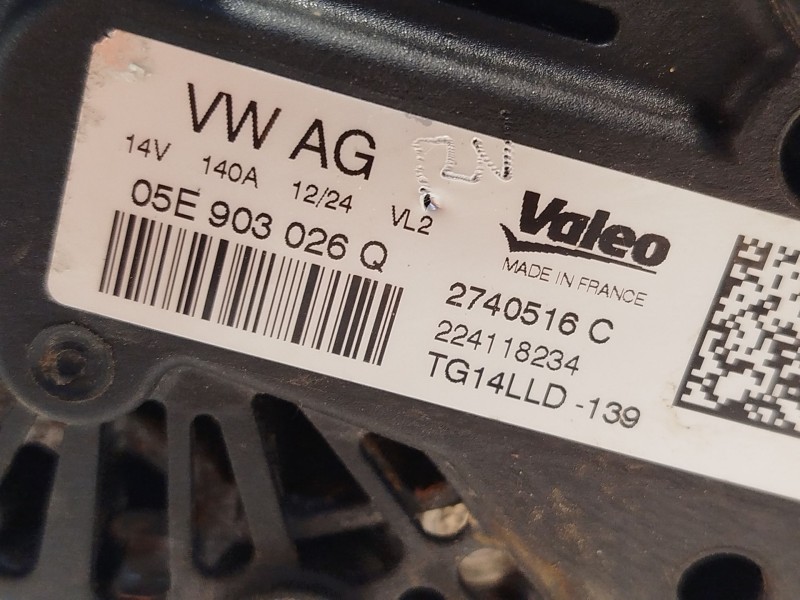 VW AG
14V 140A 12/24 VL2
05E 903 026 Q
Valeo
MADE IN FRANCE
2740516 C
224118234
TG14LLD -139